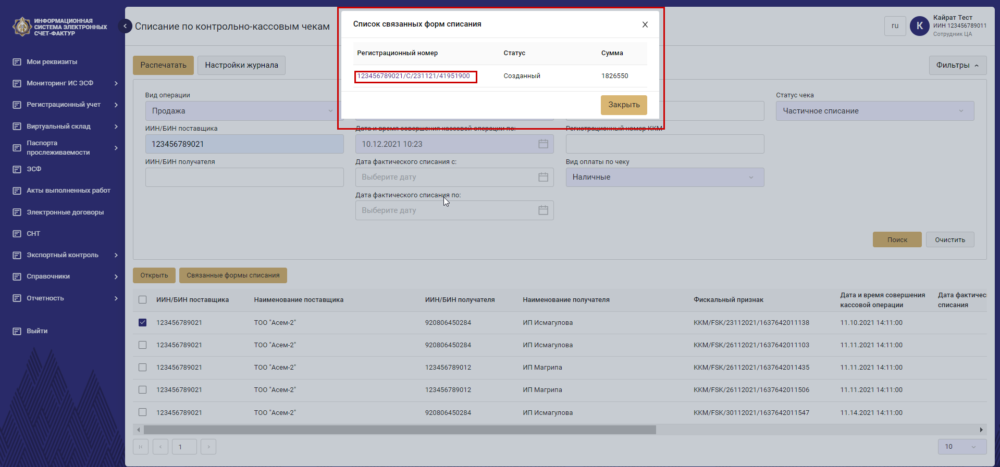 ИНФОРМАЦИОННАЯ
СИСТЕМА ЭЛЕКТРОННЫХ
СЧЕТ-ФАКТУР
Мои реквизиты
Мониторинг ИС ЭСФ
Регистрационный учет
Виртуальный склад
Паспорта
прослеживаемости
ЭСФ
Акты выполненных работ
Электронные договоры
СНТ
Экспортный контроль
Справочники
Отчетность
Выйти
Списание по контрольно-кассовым чекам
ru
К
Кайрат Тест
ИИН 123456789011
Сотрудник ЦА
Список связанных форм списания
X
Регистрационный номер Статус Сумма
123456789021/С/231121/41951900 Созданный 1826550
Закрыть
Распечатать
Настройки журнала
Фильтры
Вид операции
Продажа
Статус чека
Частичное списание
ИИН/БИН поставщика
123456789021
Дата и время совершения кассовой операции по:
10.12.2021 10:23
Регистрационный номер ККМ
ИИН/БИН получателя
Дата фактического списания с:
Выберите дату
Вид оплаты по чеку
Наличные
Дата фактического списания по:
Выберите дату
Поиск
Очистить
Открыть
Связанные формы списания
ИИН/БИН поставщика Наименование поставщика ИИН/БИН получателя Наименование получателя Фискальный признак Дата и время совершения Дата фактичес
кассовой операции списания
123456789021 ТОО "Асем-2" 920806450284 ИП Исмагулова KKM/FSK/23112021/1637642011138 11.10.2021 14:11:00
123456789021 ТОО "Асем-2" 920806450284 ИП Исмагулова KKM/FSK/26112021/1637642011103 11.11.2021 14:11:00
123456789021 ТОО "Асем-2" 123456789012 ИП Магрипа KKM/FSK/26112021/1637642011435 11.11.2021 14:11:00
123456789021 ТОО "Асем-2" 123456789012 ИП Магрипа KKM/FSK/26112021/1637642011506 11.11.2021 14:11:00
123456789021 ТОО "Асем-2" 920806450284 ИП Исмагулова KKM/FSK/30112021/1637642011547 11.14.2021 14:11:00
1
10